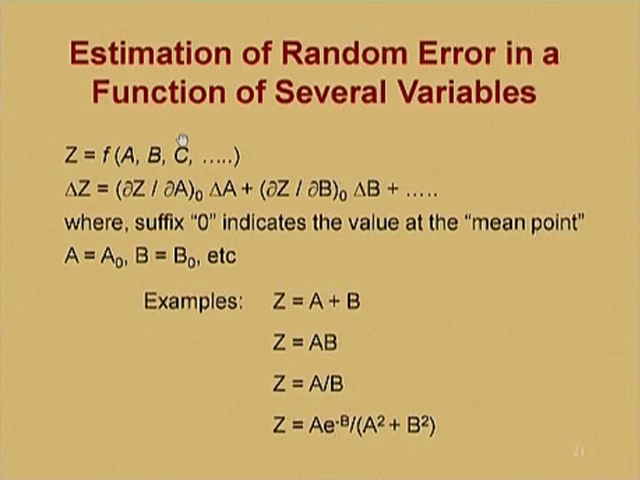 Estimation of Random Error in a
Function of Several Variables
Z = f (A, B, C, …..)
ΔZ = (∂Z / ∂A)₀ ΔA + (∂Z / ∂B)₀ ΔB + …..
where, suffix “0” indicates the value at the “mean point”
A = A₀, B = B₀, etc
Examples: Z = A + B
Z = AB
Z = A/B
Z = Ae⁻ᴮ/(A² + B²)
21